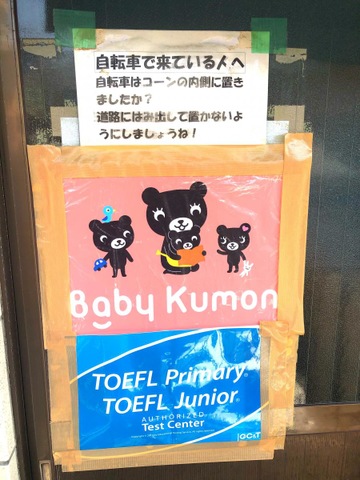 自転車で来ている人へ
自転車はコーンの内側に置き
ましたか？
道路にはみ出して置かないよ
うにしましょうね！
Baby Kumon
TOEFL Primary®
TOEFL Junior®
AUTHORIZED
Test Center
GC&T